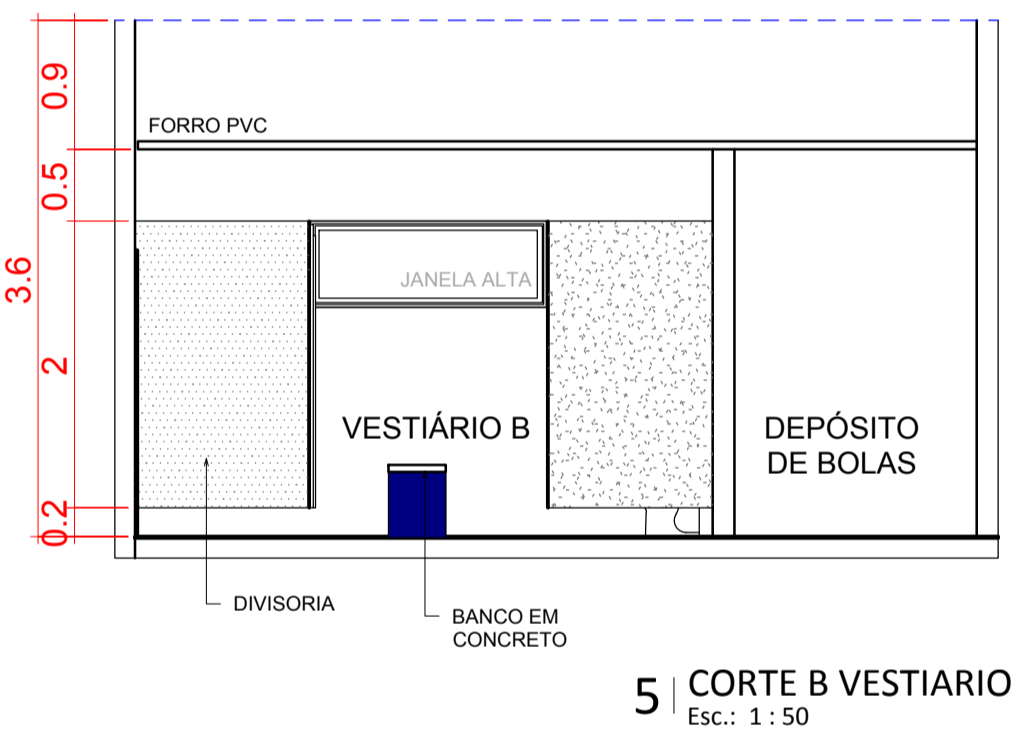 0.9
FORRO PVC
0.5
3.6
JANELA ALTA
2
VESTIÁRIO B
DEPÓSITO
DE BOLAS
0.2
DIVISORIA
BANCO EM
CONCRETO
5
CORTE B VESTIARIO
Esc.: 1 : 50